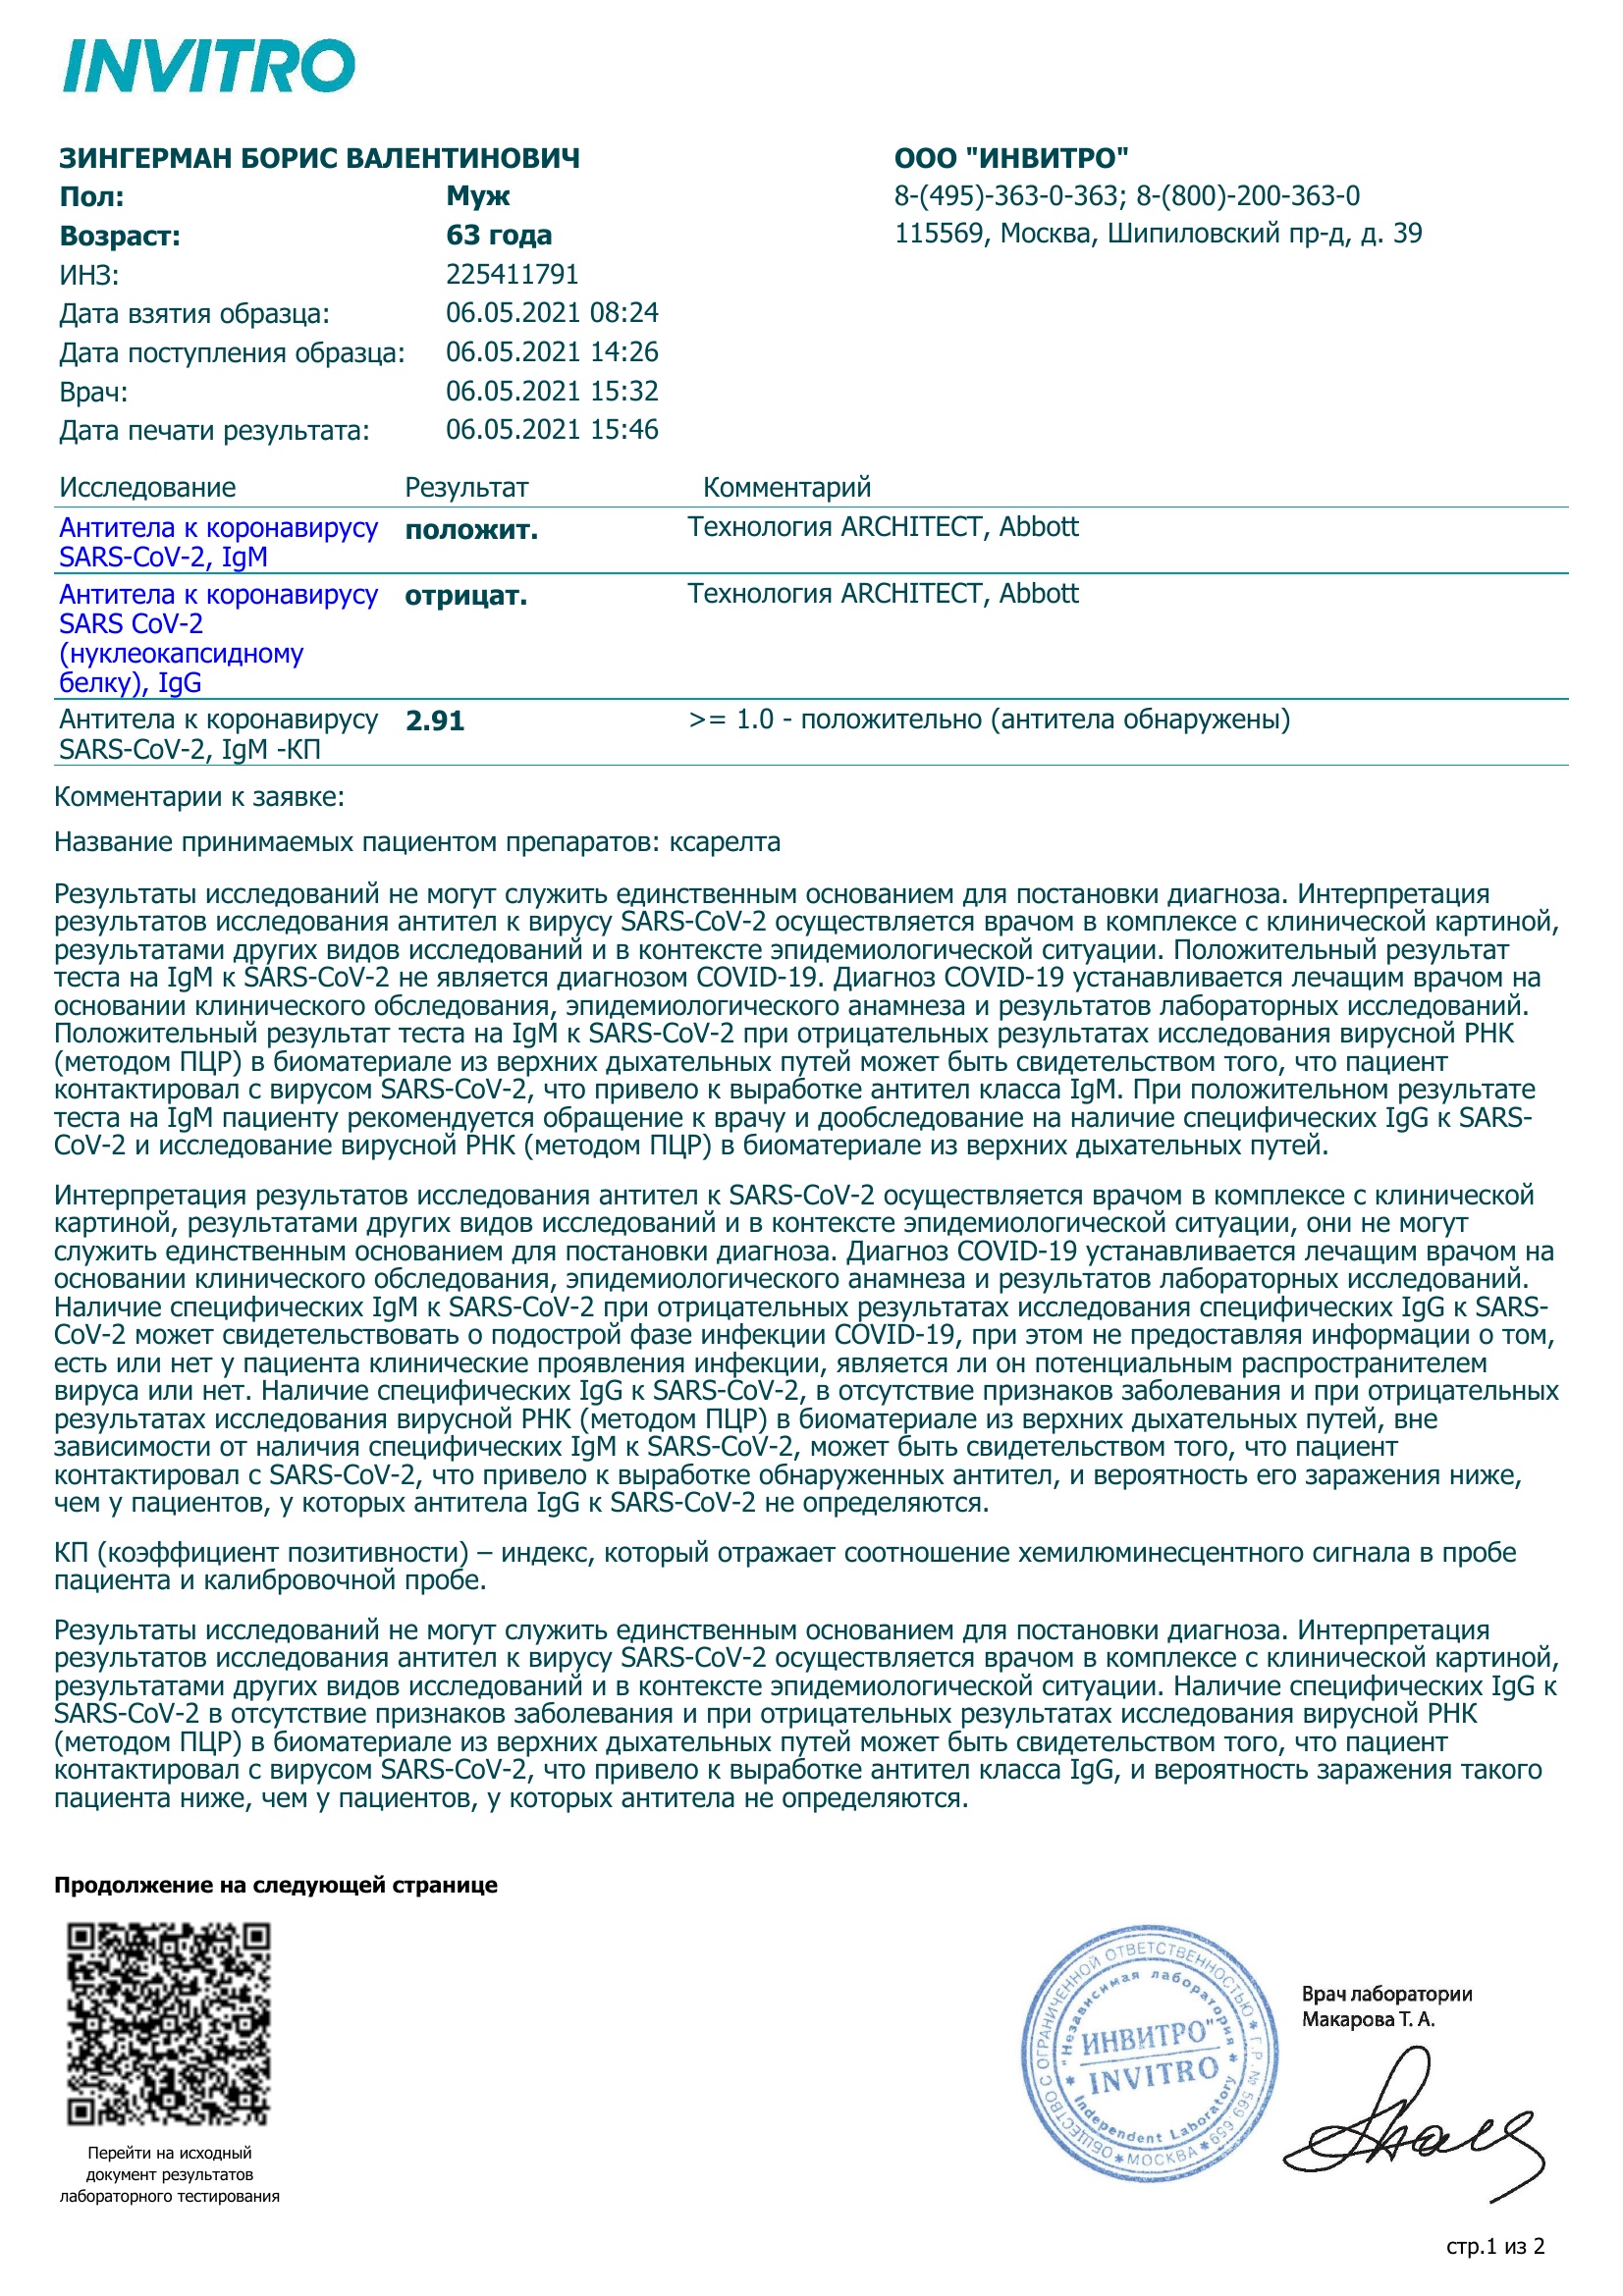 INVITRO
ЗИНГЕРМАН БОРИС ВАЛЕНТИНОВИЧ
ООО "ИНВИТРО"
Пол: Муж
8-(495)-363-0-363; 8-(800)-200-363-0
Возраст: 63 года
115569, Москва, Шипиловский пр-д, д. 39
ИНЗ: 225411791
Дата взятия образца: 06.05.2021 08:24
Дата поступления образца: 06.05.2021 14:26
Врач: 06.05.2021 15:32
Дата печати результата: 06.05.2021 15:46
Исследование Результат Комментарий
Антитела к коронавирусу положит. Технология ARCHITECT, Abbott
SARS-CoV-2, IgM
Антитела к коронавирусу отрицат. Технология ARCHITECT, Abbott
SARS CoV-2
(нуклеокапсидному
белку), IgG
Антитела к коронавирусу 2.91 >= 1.0 - положительно (антитела обнаружены)
SARS-CoV-2, IgM -КП
Комментарии к заявке:
Название принимаемых пациентом препаратов: ксарелта
Результаты исследований не могут служить единственным основанием для постановки диагноза. Интерпретация
результатов исследования антител к вирусу SARS-CoV-2 осуществляется врачом в комплексе с клинической картиной,
результатами других видов исследований и в контексте эпидемиологической ситуации. Положительный результат
теста на IgM к SARS-CoV-2 не является диагнозом COVID-19. Диагноз COVID-19 устанавливается лечащим врачом на
основании клинического обследования, эпидемиологического анамнеза и результатов лабораторных исследований.
Положительный результат теста на IgM к SARS-CoV-2 при отрицательных результатах исследования вирусной РНК
(методом ПЦР) в биоматериале из верхних дыхательных путей может быть свидетельством того, что пациент
контактировал с вирусом SARS-CoV-2, что привело к выработке антител класса IgM. При положительном результате
теста на IgM пациенту рекомендуется обращение к врачу и дообследование на наличие специфических IgG к SARS-
CoV-2 и исследование вирусной РНК (методом ПЦР) в биоматериале из верхних дыхательных путей.
Интерпретация результатов исследования антител к SARS-CoV-2 осуществляется врачом в комплексе с клинической
картиной, результатами других видов исследований и в контексте эпидемиологической ситуации, они не могут
служить единственным основанием для постановки диагноза. Диагноз COVID-19 устанавливается лечащим врачом на
основании клинического обследования, эпидемиологического анамнеза и результатов лабораторных исследований.
Наличие специфических IgM к SARS-CoV-2 при отрицательных результатах исследования специфических IgG к SARS-
CoV-2 может свидетельствовать о подострой фазе инфекции COVID-19, при этом не предоставляя информации о том,
есть или нет у пациента клинические проявления инфекции, является ли он потенциальным распространителем
вируса или нет. Наличие специфических IgG к SARS-CoV-2, в отсутствие признаков заболевания и при отрицательных
результатах исследования вирусной РНК (методом ПЦР) в биоматериале из верхних дыхательных путей, вне
зависимости от наличия специфических IgM к SARS-CoV-2, может быть свидетельством того, что пациент
контактировал с SARS-CoV-2, что привело к выработке обнаруженных антител, и вероятность его заражения ниже,
чем у пациентов, у которых антитела IgG к SARS-CoV-2 не определяются.
КП (коэффициент позитивности) – индекс, который отражает соотношение хемилюминесцентного сигнала в пробе
пациента и калибровочной пробе.
Результаты исследований не могут служить единственным основанием для постановки диагноза. Интерпретация
результатов исследования антител к вирусу SARS-CoV-2 осуществляется врачом в комплексе с клинической картиной,
результатами других видов исследований и в контексте эпидемиологической ситуации. Наличие специфических IgG к
SARS-CoV-2 в отсутствие признаков заболевания и при отрицательных результатах исследования вирусной РНК
(методом ПЦР) в биоматериале из верхних дыхательных путей может быть свидетельством того, что пациент
контактировал с вирусом SARS-CoV-2, что привело к выработке антител класса IgG, и вероятность заражения такого
пациента ниже, чем у пациентов, у которых антитела не определяются.
Продолжение на следующей странице
Перейти на исходный
документ результатов
лабораторного тестирования
ОБЩЕСТВО С ОГРАНИЧЕННОЙ ОТВЕТСТВЕННОСТЬЮ * Г.Р.№ 569 659 * МОСКВА *
"Независимая лаборатория
ИНВИТРО"
INVITRO
Independent Laboratory
Врач лаборатории
Макарова Т. А.
стр.1 из 2